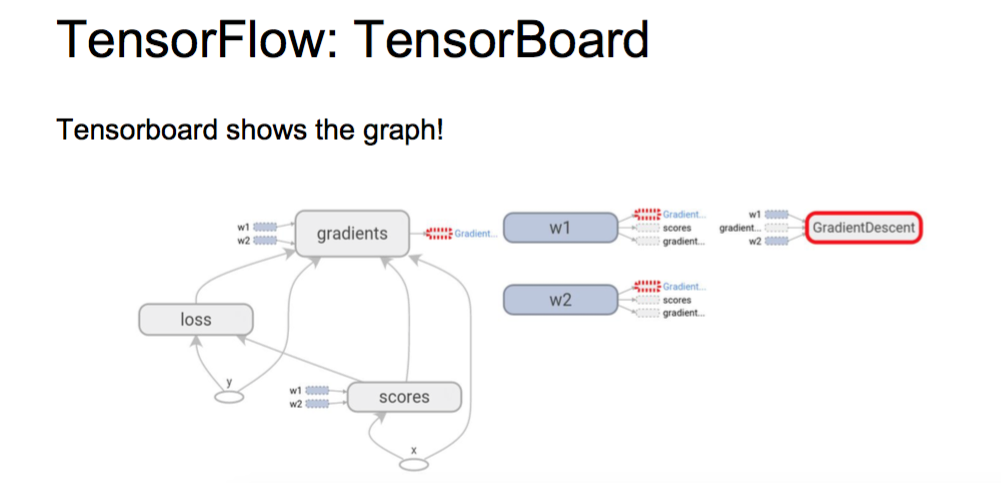 TensorFlow: TensorBoard
Tensorboard shows the graph!
w1
w2
gradients
Gradient...
w1
Gradient...
scores
gradient...
w1
gradient...
w2
GradientDescent
w2
Gradient...
scores
gradient...
loss
y
w1
w2
scores
x